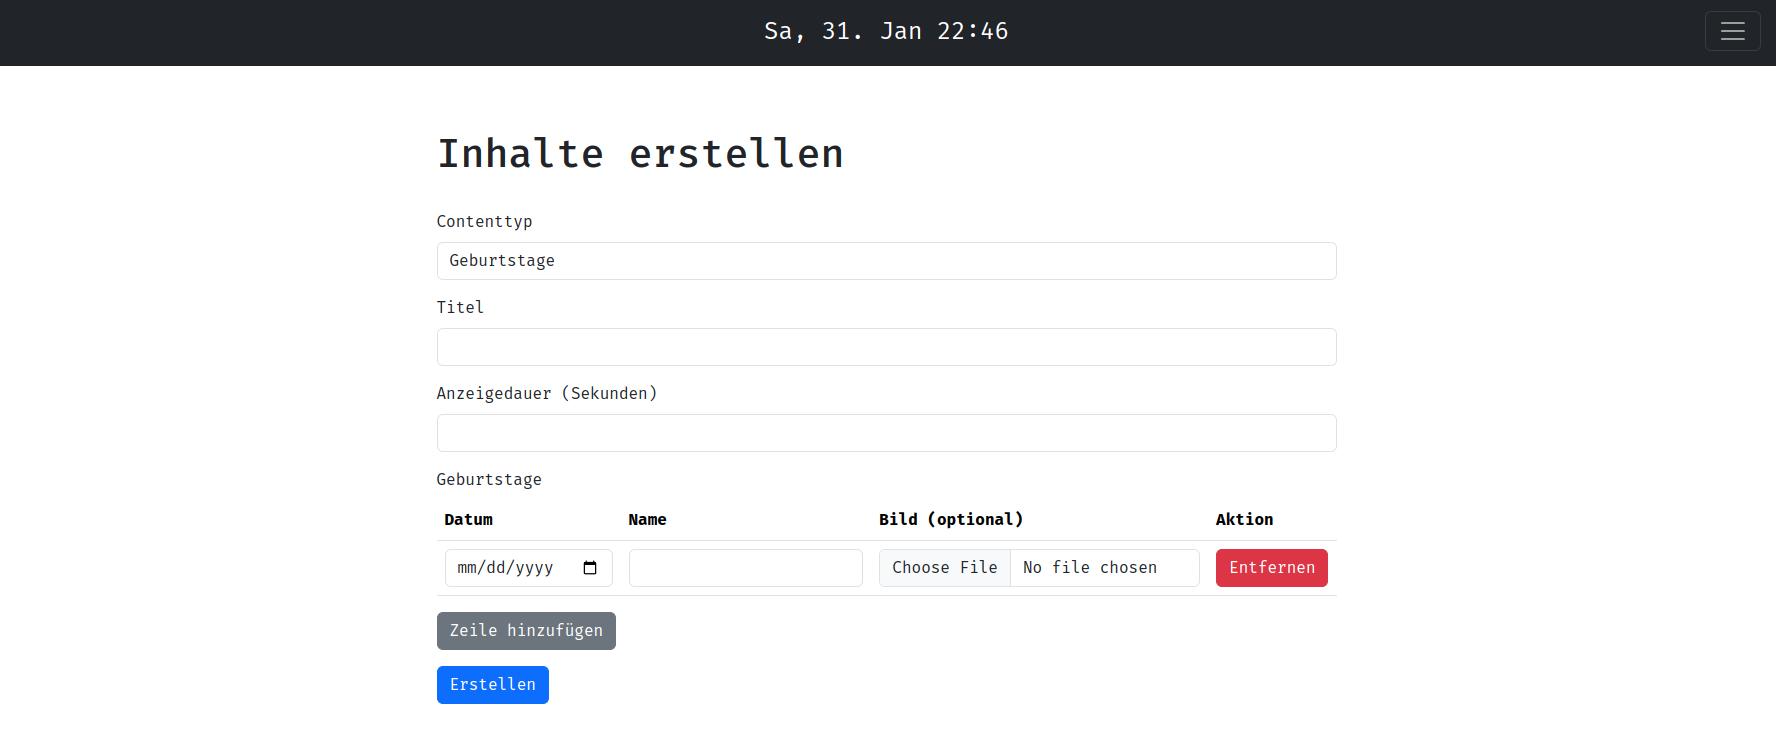 Sa, 31. Jan 22:46
Inhalte erstellen
Contenttyp
Geburtstage
Titel
Anzeigedauer (Sekunden)
Geburtstage
Datum Name Bild (optional) Aktion
mm/dd/yyyy Choose File No file chosen Entfernen
Zeile hinzufügen
Erstellen